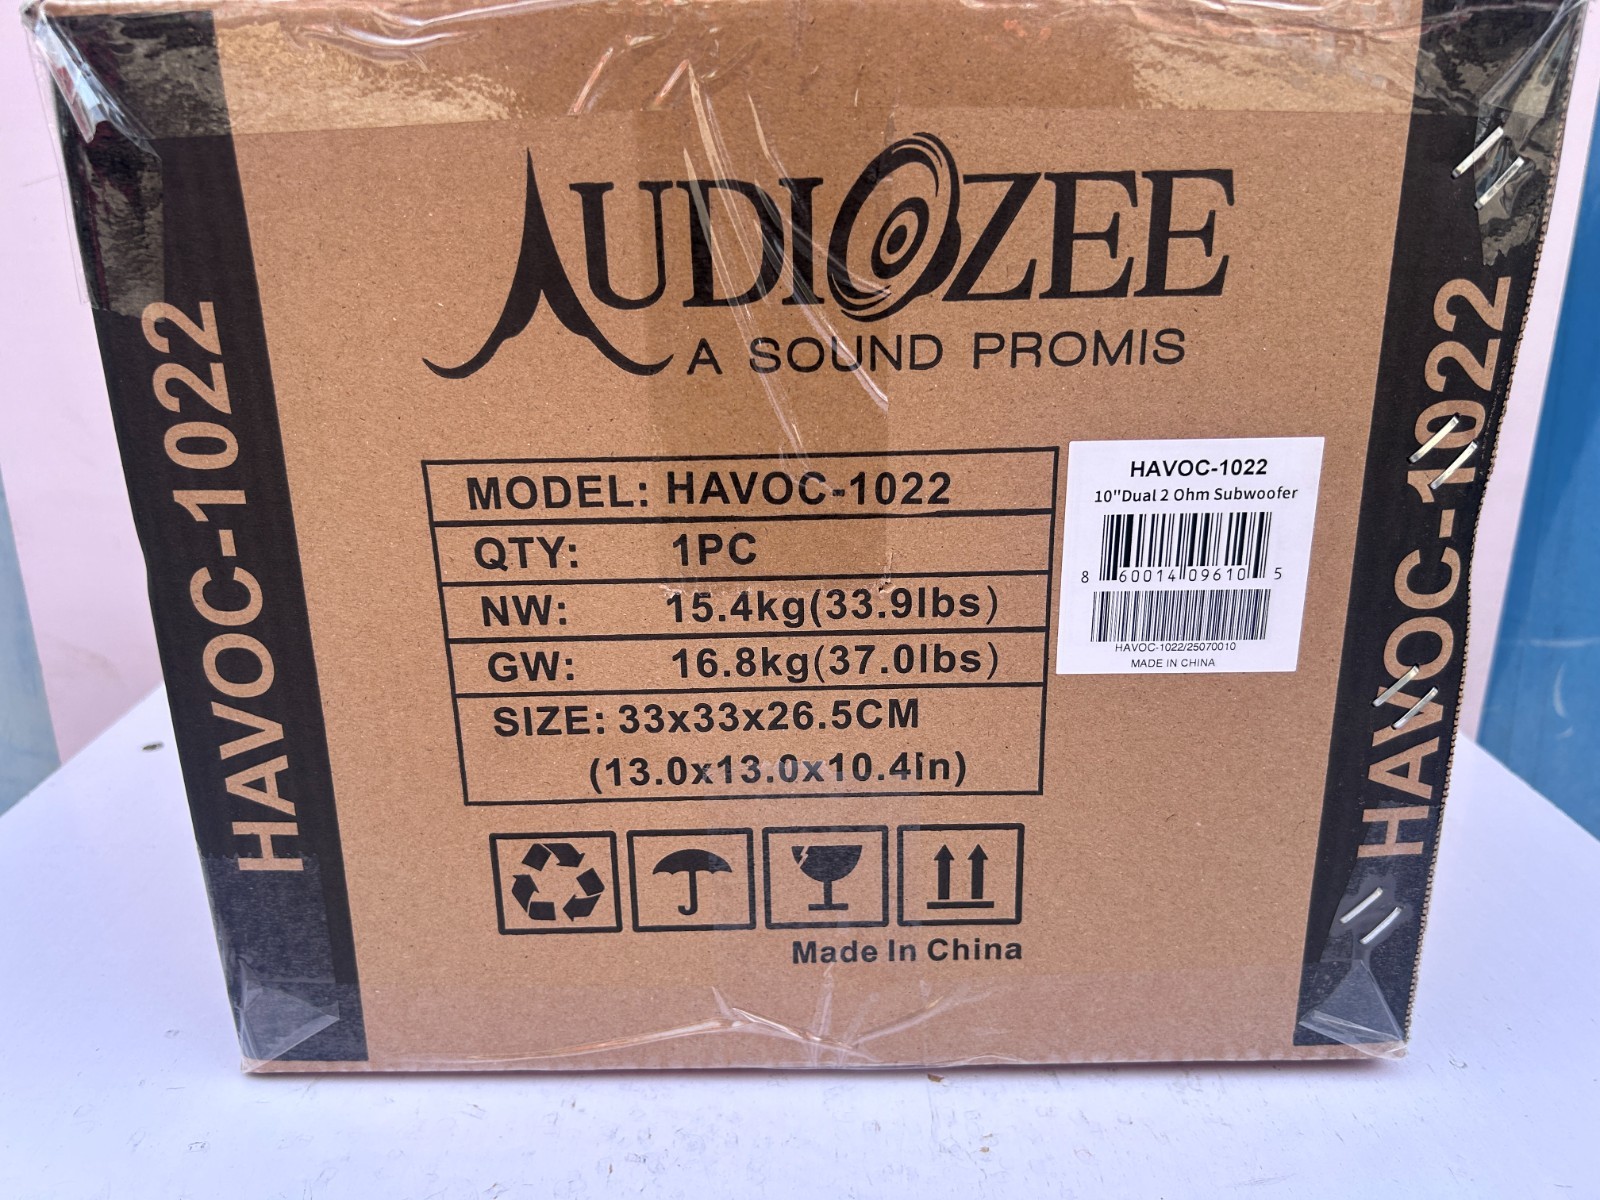 AUDIOZEE
A SOUND PROMIS
MODEL: HAVOC-1022
QTY: 1PC
NW: 15.4kg(33.9lbs)
GW: 16.8kg(37.0lbs)
SIZE: 33x33x26.5CM
(13.0x13.0x10.4in)
Made In China
HAVOC-1022
10"Dual 2 Ohm Subwoofer
8 60014 09610 5
HAVOC-1022/25070010
MADE IN CHINA
HAVOC-1022
HAVOC-1022